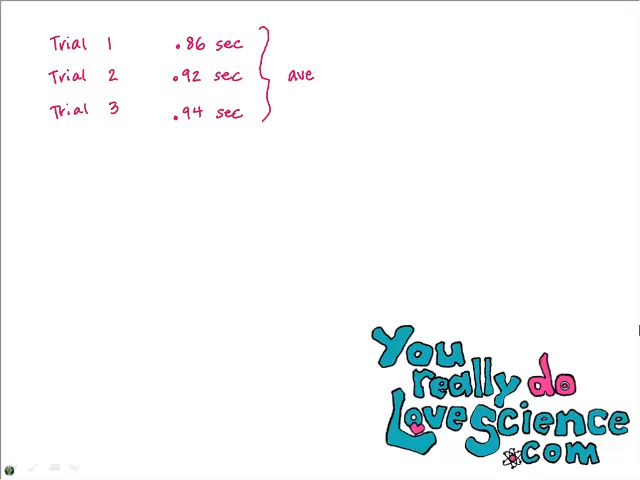 Trial 1 .86 sec
Trial 2 .92 sec ave
Trial 3 .94 sec
You
really do
Love Science
.com